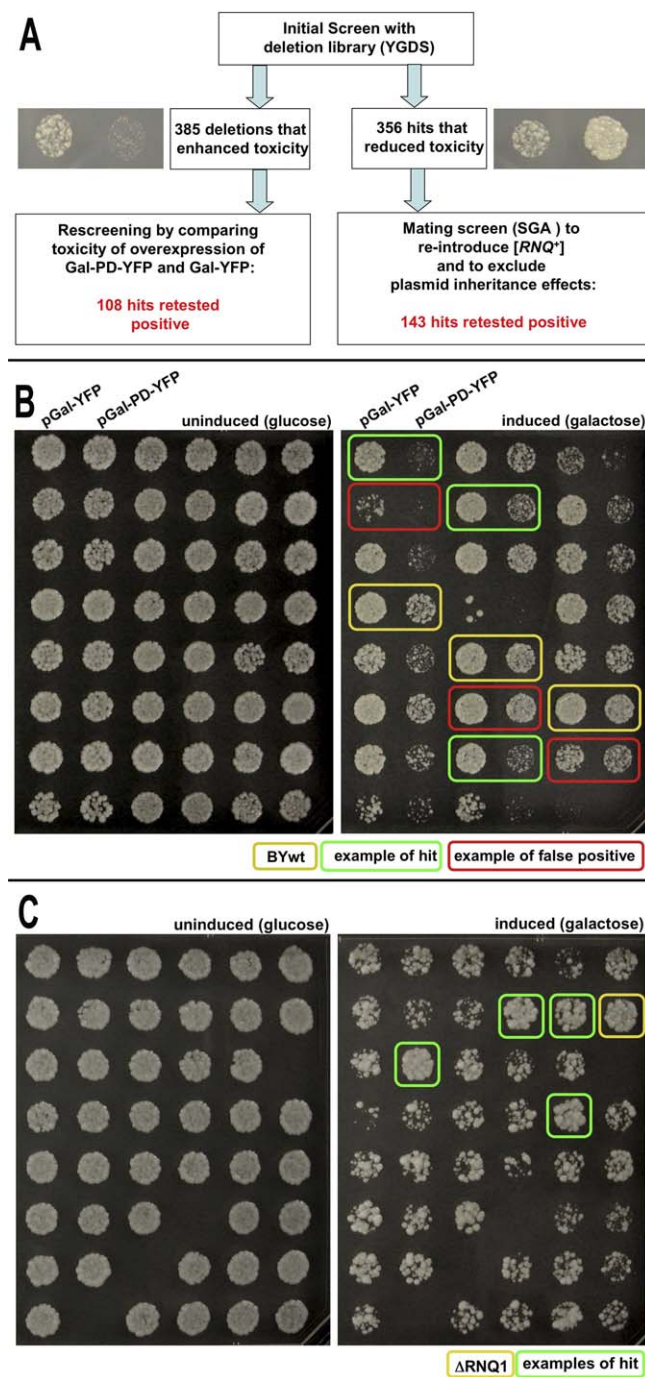 A
Initial Screen with
deletion library (YGDS)
385 deletions that
enhanced toxicity
356 hits that
reduced toxicity
Rescreening by comparing
toxicity of overexpression of
Gal-PD-YFP and Gal-YFP:
108 hits retested
positive
Mating screen (SGA ) to
re-introduce [RNQ+]
and to exclude
plasmid inheritance effects:
143 hits retested positive
B
pGal-YFP
pGal-PD-YFP
uninduced (glucose)
pGal-YFP
pGal-PD-YFP
induced (galactose)
BYwt
example of hit
example of false positive
C
uninduced (glucose)
induced (galactose)
ΔRNQ1
examples of hit